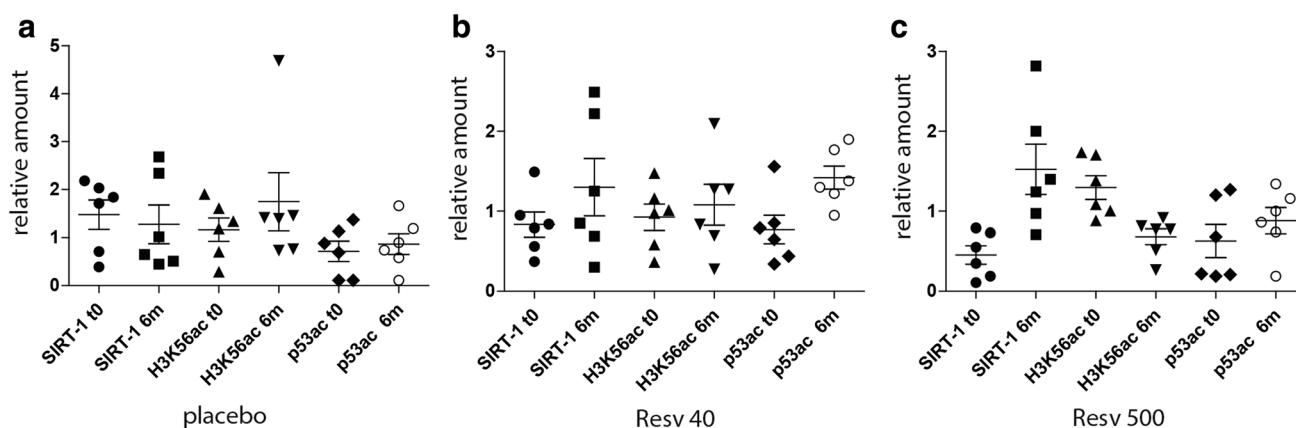 a
relative amount
5
4
3
2
1
0
SIRT-1 t0
SIRT-1 6m
H3K56ac t0
H3K56ac 6m
p53ac t0
p53ac 6m
placebo
b
relative amount
3
2
1
0
SIRT-1 t0
SIRT-1 6m
H3K56ac t0
H3K56ac 6m
p53ac t0
p53ac 6m
Resv 40
c
relative amount
3
2
1
0
SIRT-1 t0
SIRT-1 6m
H3K56ac t0
H3K56ac 6m
p53ac t0
p53ac 6m
Resv 500